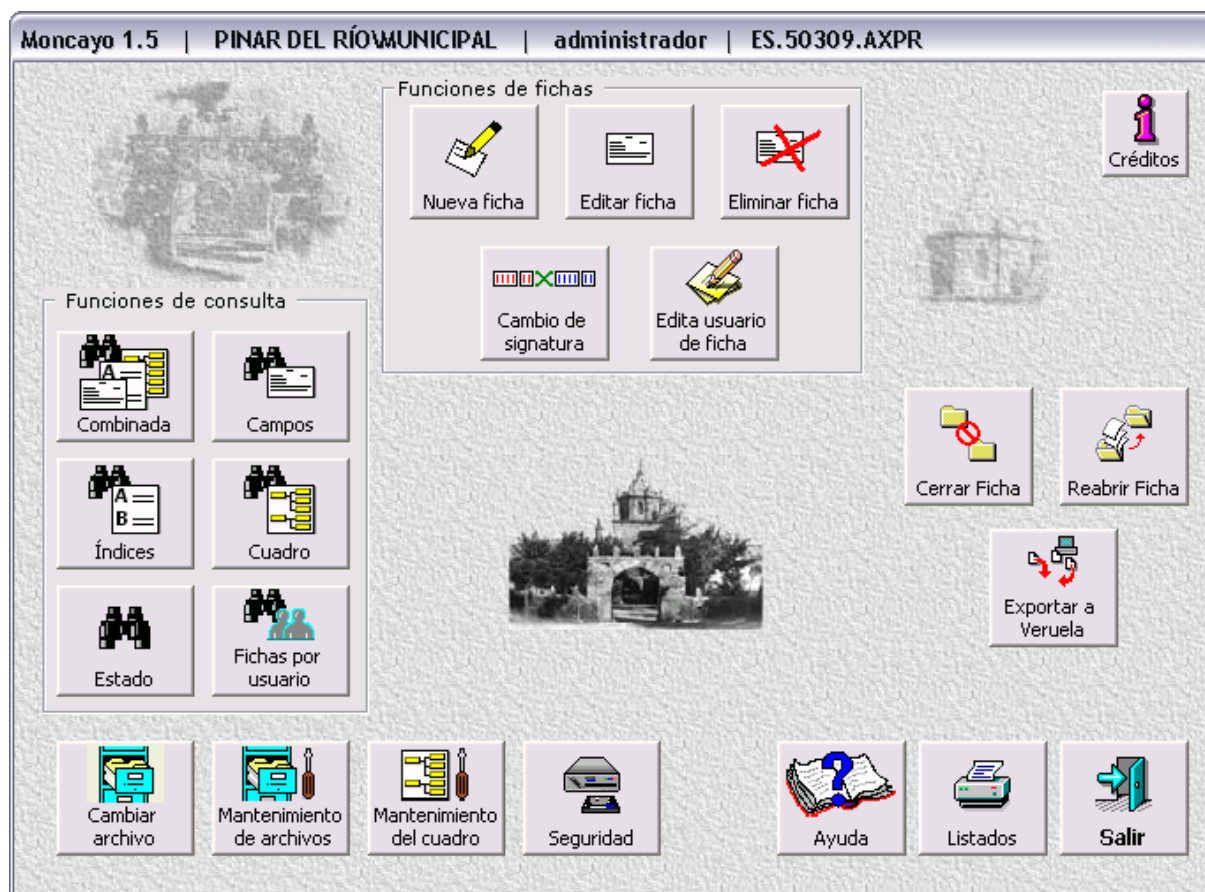 Moncayo 1.5 | PINAR DEL RÍO\MUNICIPAL | administrador | ES.50309.AXPR
Funciones de fichas
Nueva ficha
Editar ficha
Eliminar ficha
Cambio de
signatura
Edita usuario
de ficha
Créditos
Funciones de consulta
Combinada
Campos
Índices
Cuadro
Estado
Fichas por
usuario
Cerrar Ficha
Reabrir Ficha
Exportar a
Veruela
Cambiar
archivo
Mantenimiento
de archivos
Mantenimiento
del cuadro
Seguridad
Ayuda
Listados
Salir